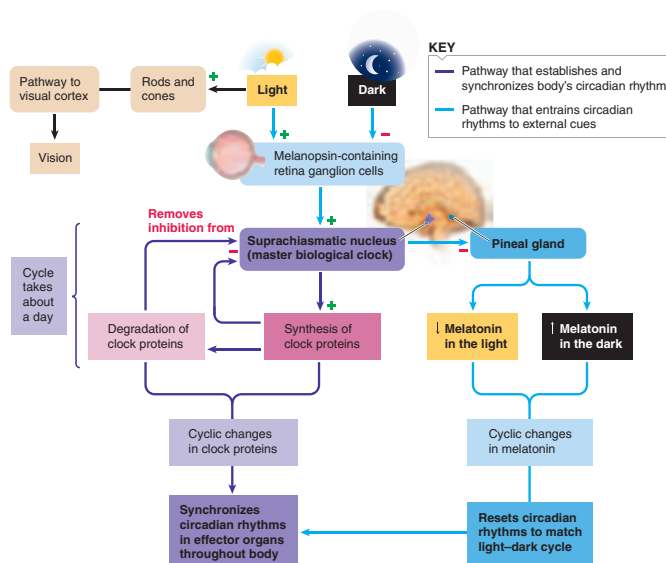 KEY
Pathway that establishes and
synchronizes body's circadian rhythm
Pathway that entrains circadian
rhythms to external cues
Pathway to
visual cortex
Rods and
cones
+
Light
Dark
Vision
+
−
Melanopsin-containing
retina ganglion cells
+
Removes
inhibition from
−
Suprachiasmatic nucleus
(master biological clock)
−
Pineal gland
Cycle
takes
about
a day
+
Degradation of
clock proteins
Synthesis of
clock proteins
↓ Melatonin
in the light
↑ Melatonin
in the dark
Cyclic changes
in clock proteins
Cyclic changes
in melatonin
Synchronizes
circadian rhythms
in effector organs
throughout body
Resets circadian
rhythms to match
light–dark cycle